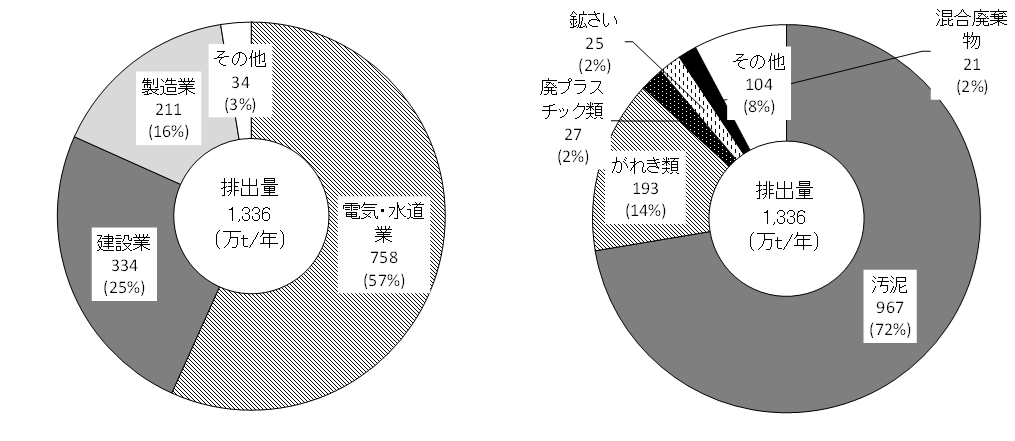 その他
34
(3%)
製造業
211
(16%)
排出量
1,336
（万t/年）
電気・水道
業
758
(57%)
建設業
334
(25%)
鉱さい
25
(2%)
混合廃棄
物
21
(2%)
その他
104
(8%)
廃プラス
チック類
27
(2%)
がれき類
193
(14%)
排出量
1,336
（万t/年）
汚泥
967
(72%)